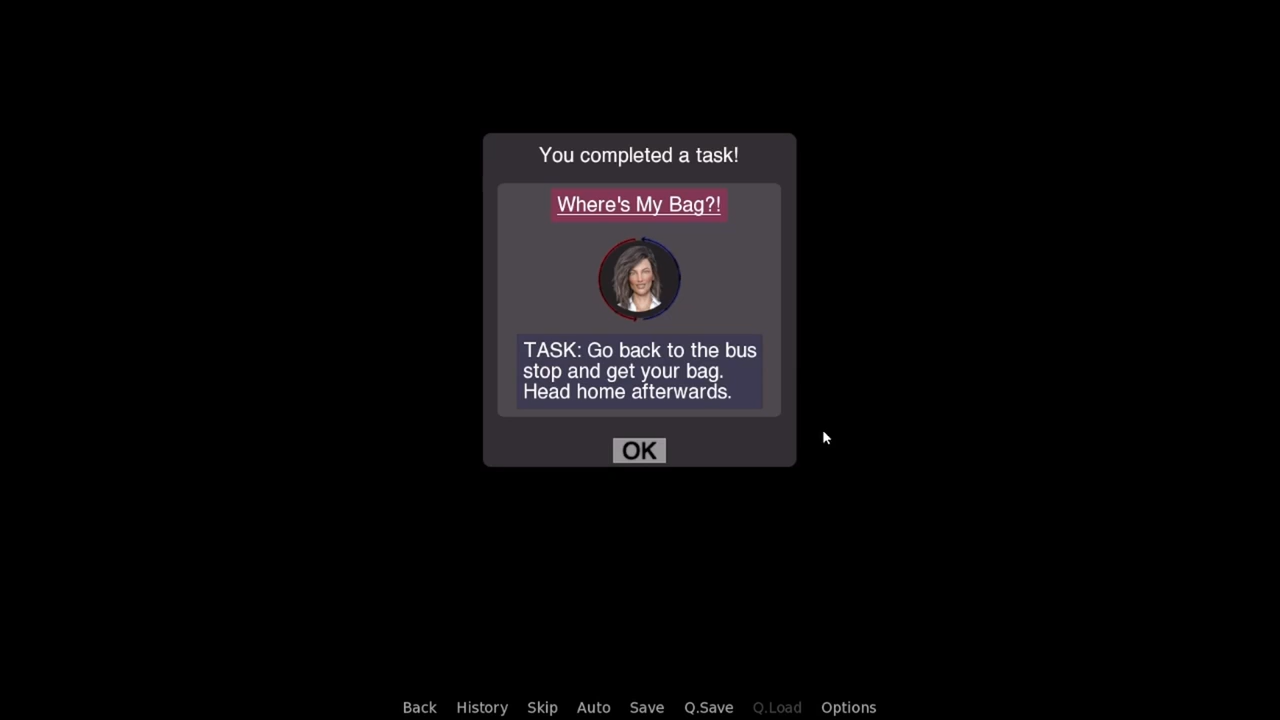 You completed a task!
Where's My Bag?!
TASK: Go back to the bus
stop and get your bag.
Head home afterwards.
OK
Back History Skip Auto Save Q.Save Q.Load Options